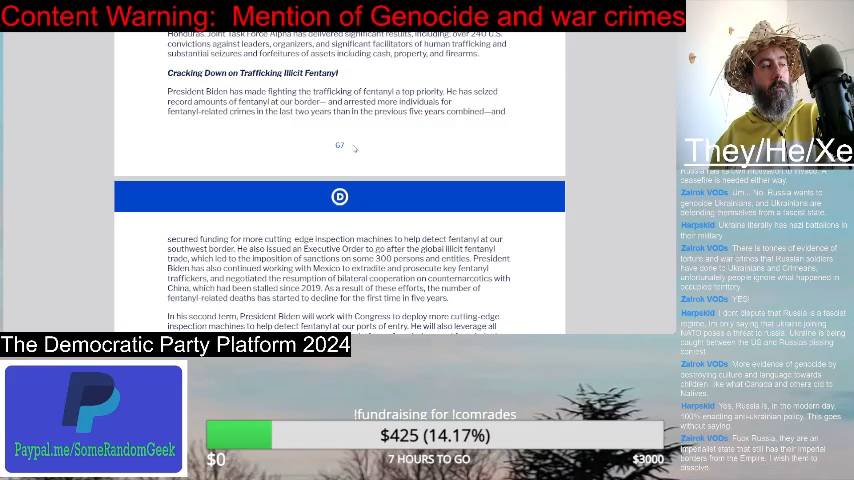 Content Warning:  Mention of Genocide and war crimes
Honduras. Joint Task Force Alpha has delivered significant results, including: over 240 U.S.
convictions against leaders, organizers, and significant facilitators of human trafficking and
substantial seizures and forfeitures of assets including cash, property, and firearms.
Cracking Down on Trafficking Illicit Fentanyl
President Biden has made fighting the trafficking of fentanyl a top priority. He has seized
record amounts of fentanyl at our border— and arrested more individuals for
fentanyl-related crimes in the last two years than in the previous five years combined—and
67
D
secured funding for more cutting-edge inspection machines to help detect fentanyl at our
southwest border. He also issued an Executive Order to go after the global illicit fentanyl
trade, which led to the imposition of sanctions on some 300 persons and entities. President
Biden has also continued working with Mexico to extradite and prosecute key fentanyl
traffickers, and negotiated the resumption of bilateral cooperation on counternarcotics with
China, which had been stalled since 2019. As a result of these efforts, the number of
fentanyl-related deaths has started to decline for the first time in five years.
In his second term, President Biden will work with Congress to deploy more cutting-edge
inspection machines to help detect fentanyl at our ports of entry. He will also leverage all
The Democratic Party Platform 2024
Paypal.me/SomeRandomGeek
!fundraising for !comrades
$425 (14.17%)
$0
7 HOURS TO GO
$3000
They/He/Xe
Russia has its own motivation to invade. A
ceasefire is needed either way.
Zairok VODs Um... No. Russia wants to
genocide Ukrainians, and Ukrainians are
defending themselves from a fascist state.
Harpskid Ukraine literally has nazi battalions in
their military
Zairok VODs There is tonnes of evidence of
torture and war crimes that Russian soldiers
have done to Ukrainians and Crimeans,
unfortunately people ignore what happened in
occupied territory
Zairok VODs YES!
Harpskid I dont dispute that Russia is a fascist
regime, im only saying that ukraine joining
NATO poses a threat to russia. Ukraine is being
caught between the US and Russias pissing
contest.
Zairok VODs More evidence of genocide by
destroying culture and language towards
children, like what Canada and others did to
Natives.
Harpskid Yes, Russia is, in the modern day,
100% enacting anti-ukrainian policy. This goes
without saying.
Zairok VODs Fuck Russia, they are an
imperialist state that still has their imperial
borders from the Empire. I wish them to
dissolve.